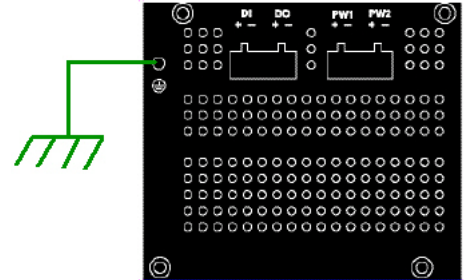 DI DO PW1 PW2
+ − + − + − + −